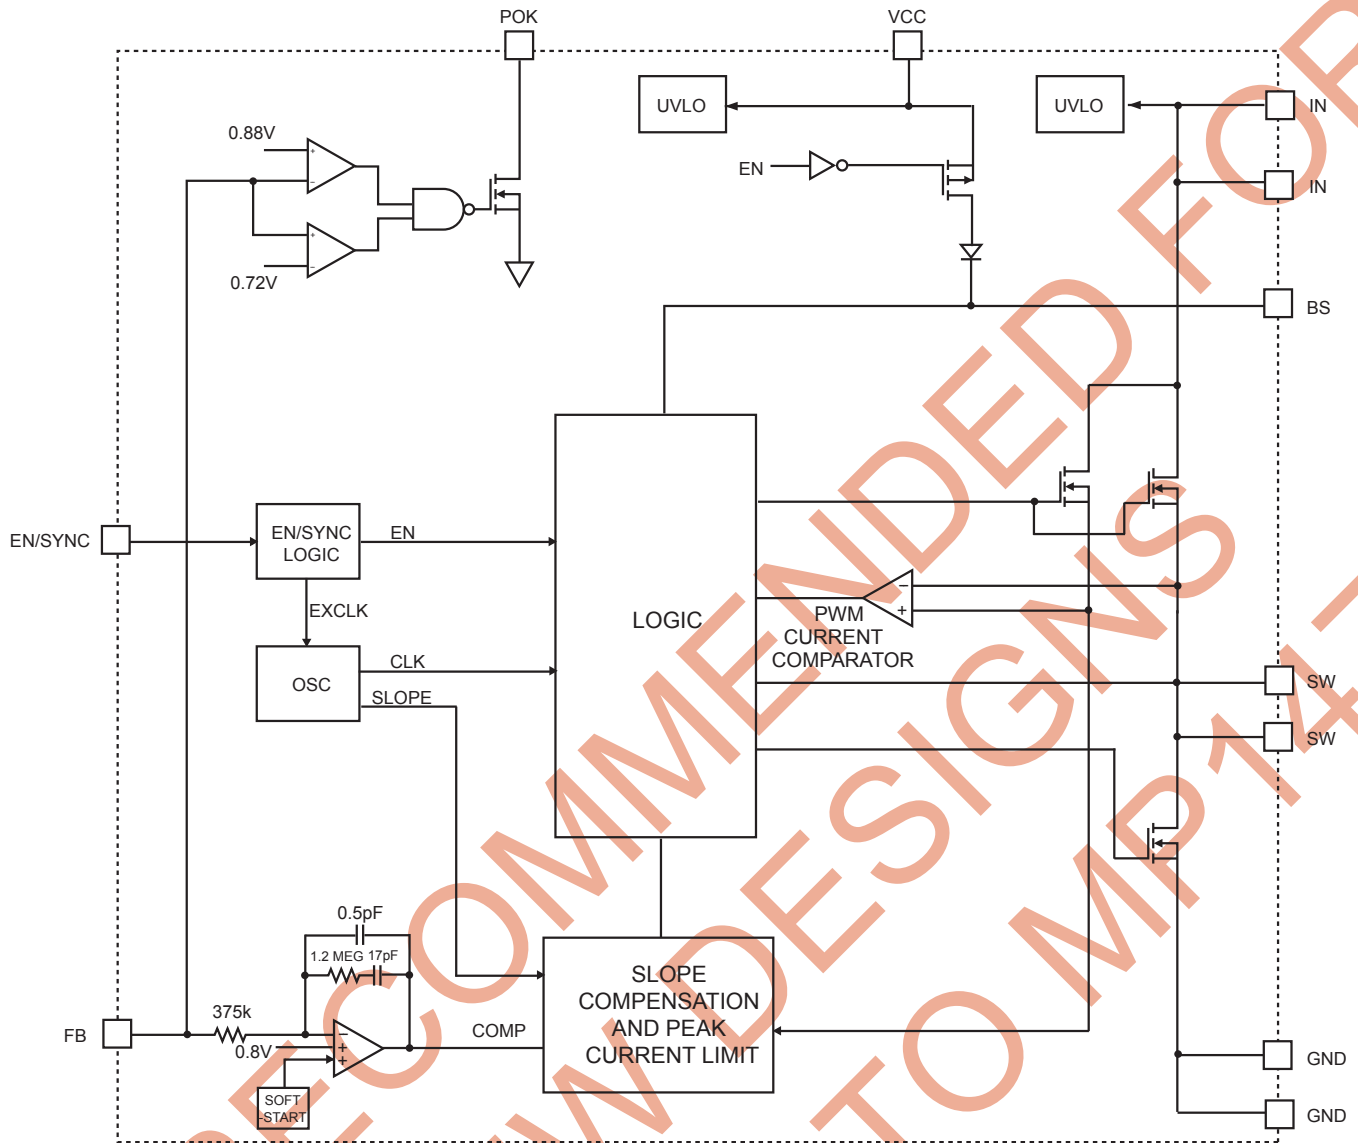 POK
VCC
UVLO
UVLO
IN
0.88V
+
−
EN
IN
+
−
0.72V
BS
EN/SYNC
EN/SYNC
LOGIC
EN
EXCLK
OSC
CLK
SLOPE
LOGIC
−
+
PWM
CURRENT
COMPARATOR
SW
SW
0.5pF
1.2 MEG
17pF
375k
FB
−
0.8V
+
+
SOFT
-START
COMP
SLOPE
COMPENSATION
AND PEAK
CURRENT LIMIT
GND
GND
RECOMMENDED FOR
W DESIGNS
TO MP14-